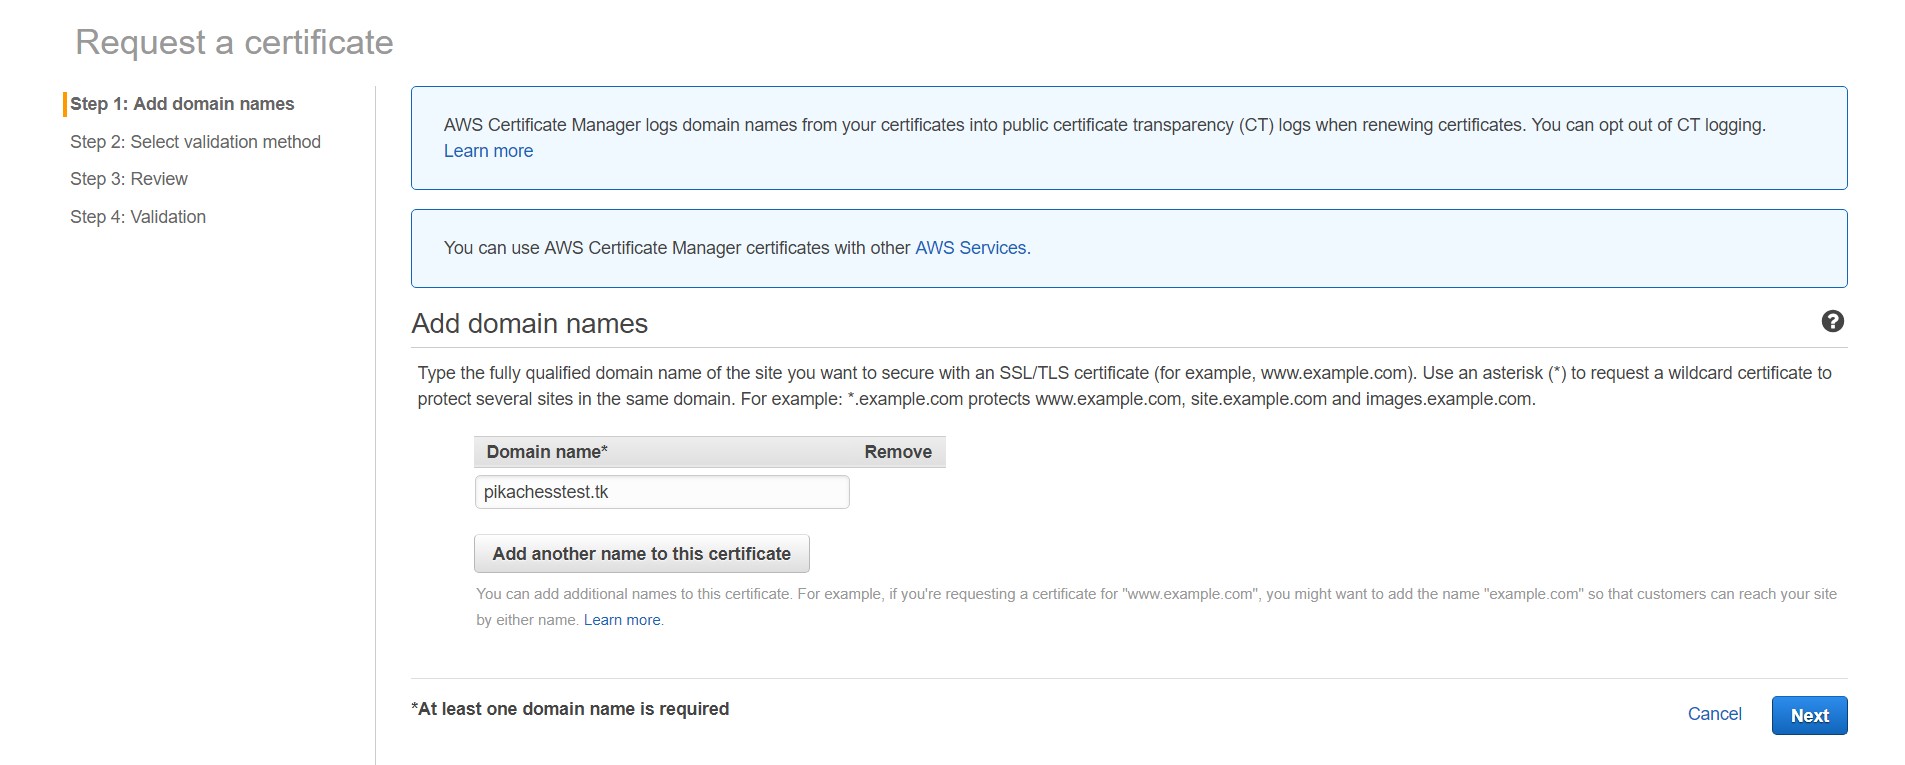 Request a certificate
Step 1: Add domain names
Step 2: Select validation method
Step 3: Review
Step 4: Validation
AWS Certificate Manager logs domain names from your certificates into public certificate transparency (CT) logs when renewing certificates. You can opt out of CT logging.
Learn more
You can use AWS Certificate Manager certificates with other AWS Services.
Add domain names
?
Type the fully qualified domain name of the site you want to secure with an SSL/TLS certificate (for example, www.example.com). Use an asterisk (*) to request a wildcard certificate to
protect several sites in the same domain. For example: *.example.com protects www.example.com, site.example.com and images.example.com.
Domain name* Remove
pikachesstest.tk
Add another name to this certificate
You can add additional names to this certificate. For example, if you're requesting a certificate for "www.example.com", you might want to add the name "example.com" so that customers can reach your site
by either name. Learn more.
*At least one domain name is required
Cancel Next